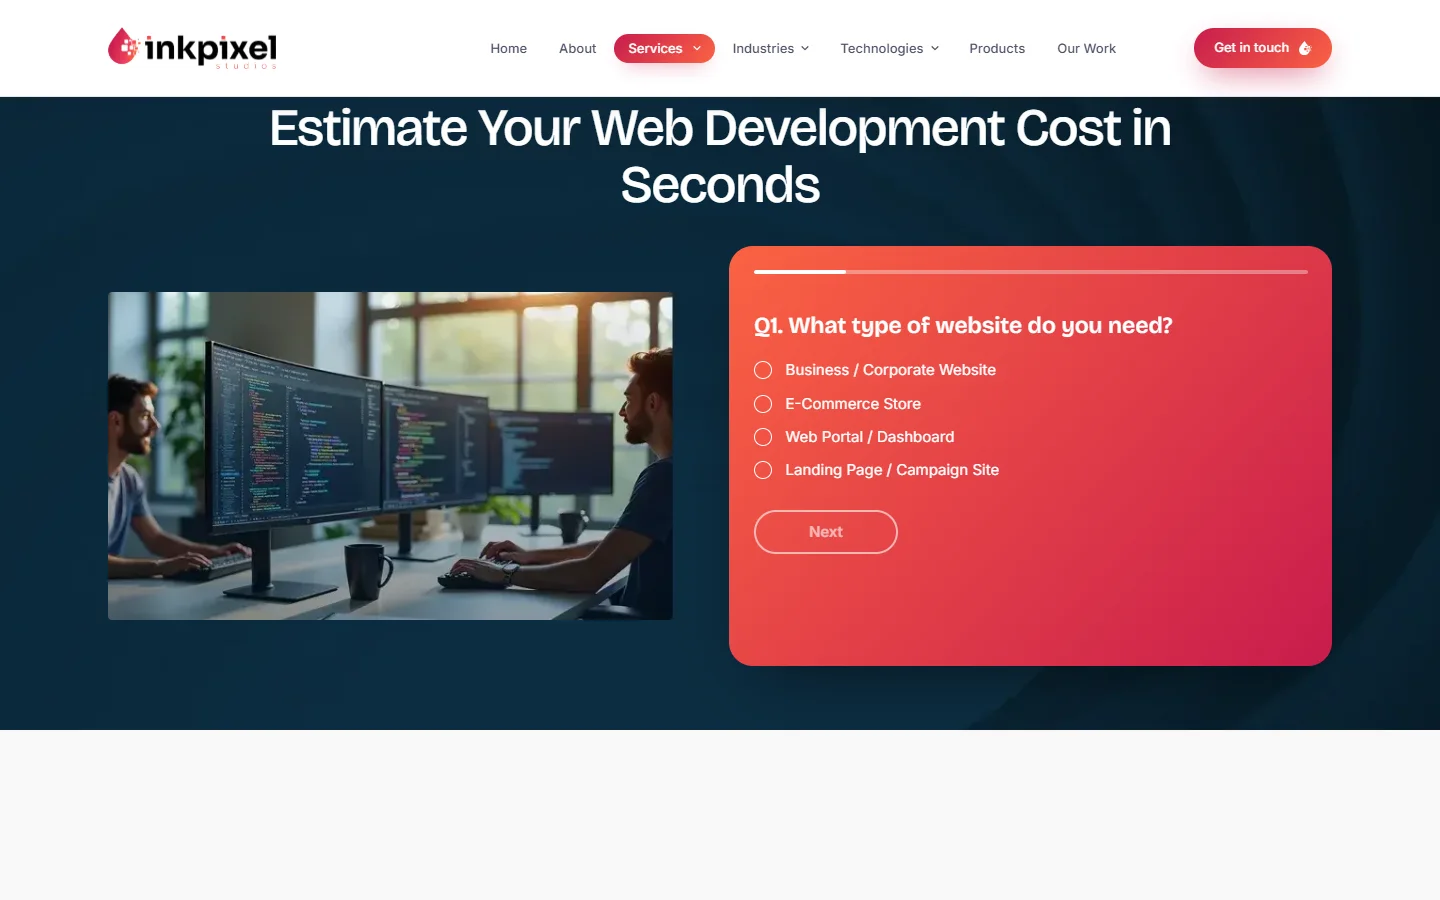 inkpixel
studios
Home
About
Services
Industries
Technologies
Products
Our Work
Get in touch
Estimate Your Web Development Cost in
Seconds
Q1. What type of website do you need?
Business / Corporate Website
E-Commerce Store
Web Portal / Dashboard
Landing Page / Campaign Site
Next